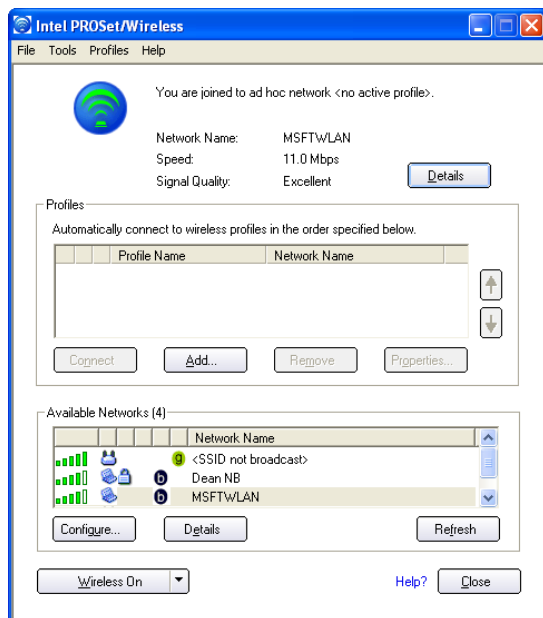 Intel PROSet/Wireless
File Tools Profiles Help
You are joined to ad hoc network <no active profile>.
Network Name: MSFTWLAN
Speed: 11.0 Mbps
Signal Quality: Excellent
Details
Profiles
Automatically connect to wireless profiles in the order specified below.
Profile Name Network Name
Connect Add... Remove Properties...
Available Networks (4)
Network Name
g <SSID not broadcast>
b Dean NB
b MSFTWLAN
Configure... Details Refresh
Wireless On Help? Close